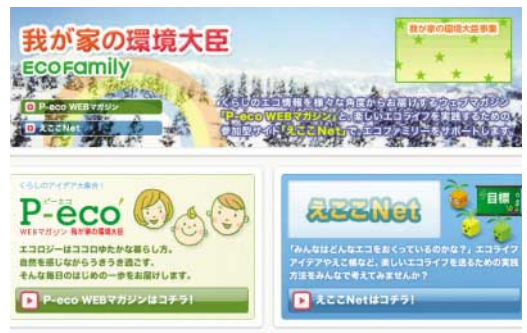 我が家の環境大臣
EcoFamily
我が家の環境大臣事業
P-eco WEBマガジン
えここNet
くらしのエコ情報を様々な角度からお届けするウェブマガジン
「P-eco WEBマガジン」と、楽しいエコライフを実践するための
参加型サイト「えここNet」で、エコファミリーをサポートします。
くらしのアイデア大集合!
ピーエコ
P-eco
WEBマガジン 我が家の環境大臣
エコロジーはココロゆたかな暮らし方。
自然を感じながらうきうき過ごす、
そんな毎日のはじめの一歩をお届けします。
P-eco WEBマガジンはコチラ!
えここNet
目標
「みんなはどんなエコをおくっているのかな?」エコライフ
アイデアやえこ帳など、楽しいエコライフを送るための実践
方法をみんなで考えてみませんか?
えここNetはコチラ!